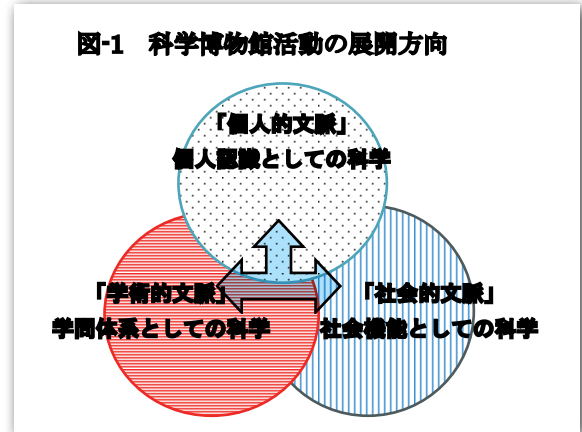 図-1 科学博物館活動の展開方向
「個人的文脈」
個人認識としての科学
「学術的文脈」
学問体系としての科学
「社会的文脈」
社会機能としての科学